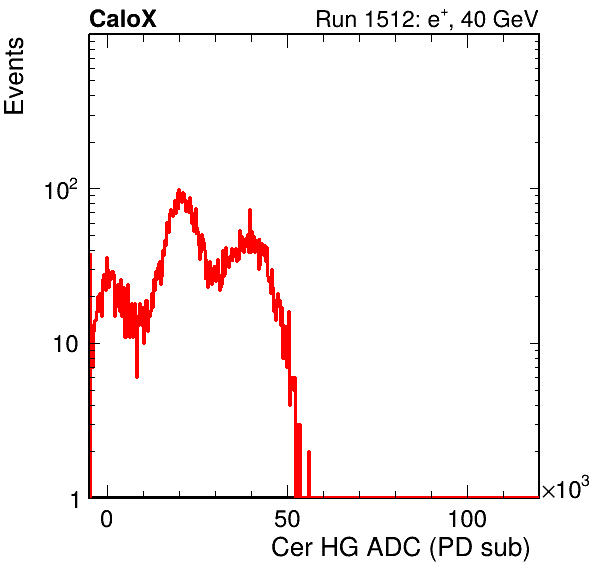 CaloX Run 1512: e⁺, 40 GeV
Events
10²
10
1
0 50 100 ×10³
Cer HG ADC (PD sub)